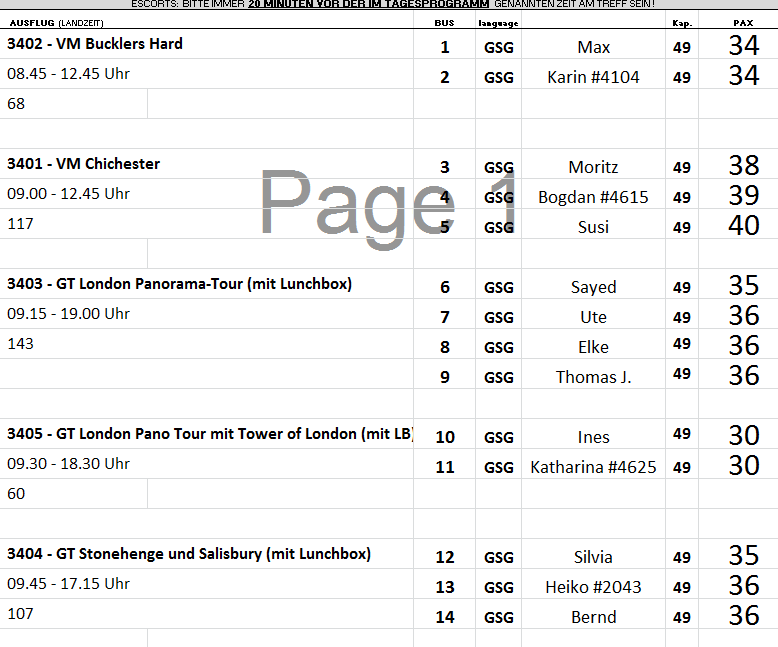 ESCORTS: BITTE IMMER 20 MINUTEN VOR DER IM TAGESPROGRAMM GENANNTEN ZEIT AM TREFF SEIN!
AUSFLUG (LANDZEIT) BUS language Kap. PAX
3402 - VM Bucklers Hard 1 GSG Max 49 34
08.45 - 12.45 Uhr 2 GSG Karin #4104 49 34
68
3401 - VM Chichester 3 GSG Moritz 49 38
09.00 - 12.45 Uhr 4 GSG Bogdan #4615 49 39
117 5 GSG Susi 49 40
Page 1
3403 - GT London Panorama-Tour (mit Lunchbox) 6 GSG Sayed 49 35
09.15 - 19.00 Uhr 7 GSG Ute 49 36
143 8 GSG Elke 49 36
9 GSG Thomas J. 49 36
3405 - GT London Pano Tour mit Tower of London (mit LB) 10 GSG Ines 49 30
09.30 - 18.30 Uhr 11 GSG Katharina #4625 49 30
60
3404 - GT Stonehenge und Salisbury (mit Lunchbox) 12 GSG Silvia 49 35
09.45 - 17.15 Uhr 13 GSG Heiko #2043 49 36
107 14 GSG Bernd 49 36